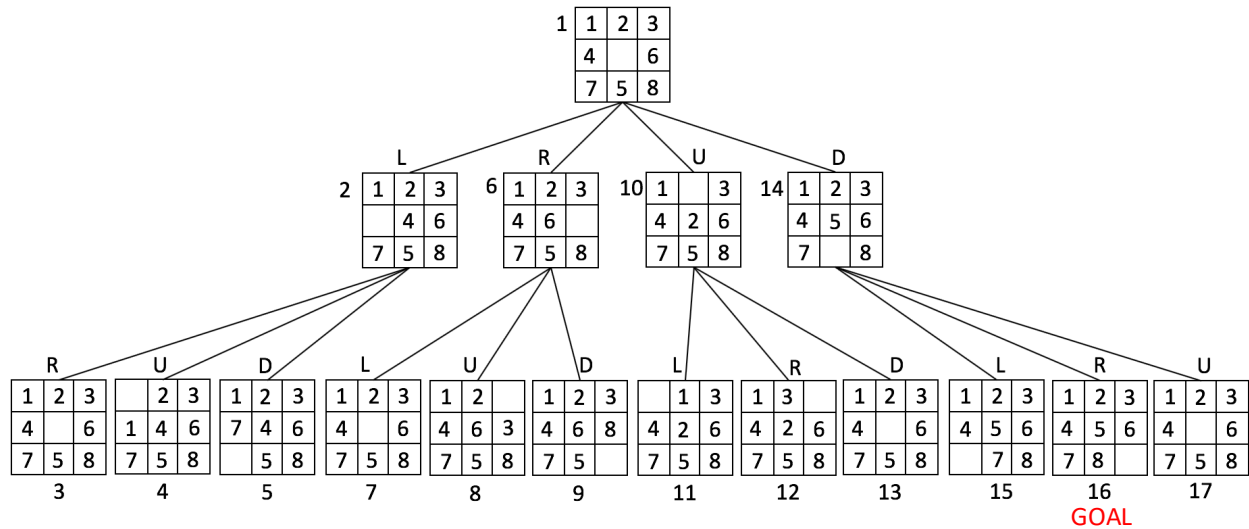 1 1 2 3
4 6
7 5 8
L R U D
2 1 2 3 6 1 2 3 10 1 3 14 1 2 3
4 6 4 6 4 2 6 4 5 6
7 5 8 7 5 8 7 5 8 7 8
R U D L U D L R D L R U
1 2 3 2 3 1 2 3 1 2 3 1 2 1 2 3 1 3 1 3 1 2 3 1 2 3 1 2 3 1 2 3
4 6 1 4 6 7 4 6 4 6 4 6 3 4 6 8 4 2 6 4 2 6 4 6 4 5 6 4 5 6 4 6
7 5 8 7 5 8 5 8 7 5 8 7 5 8 7 5 7 5 8 7 5 8 7 5 8 7 8 7 8 7 5 8
3 4 5 7 8 9 11 12 13 15 16 17
GOAL